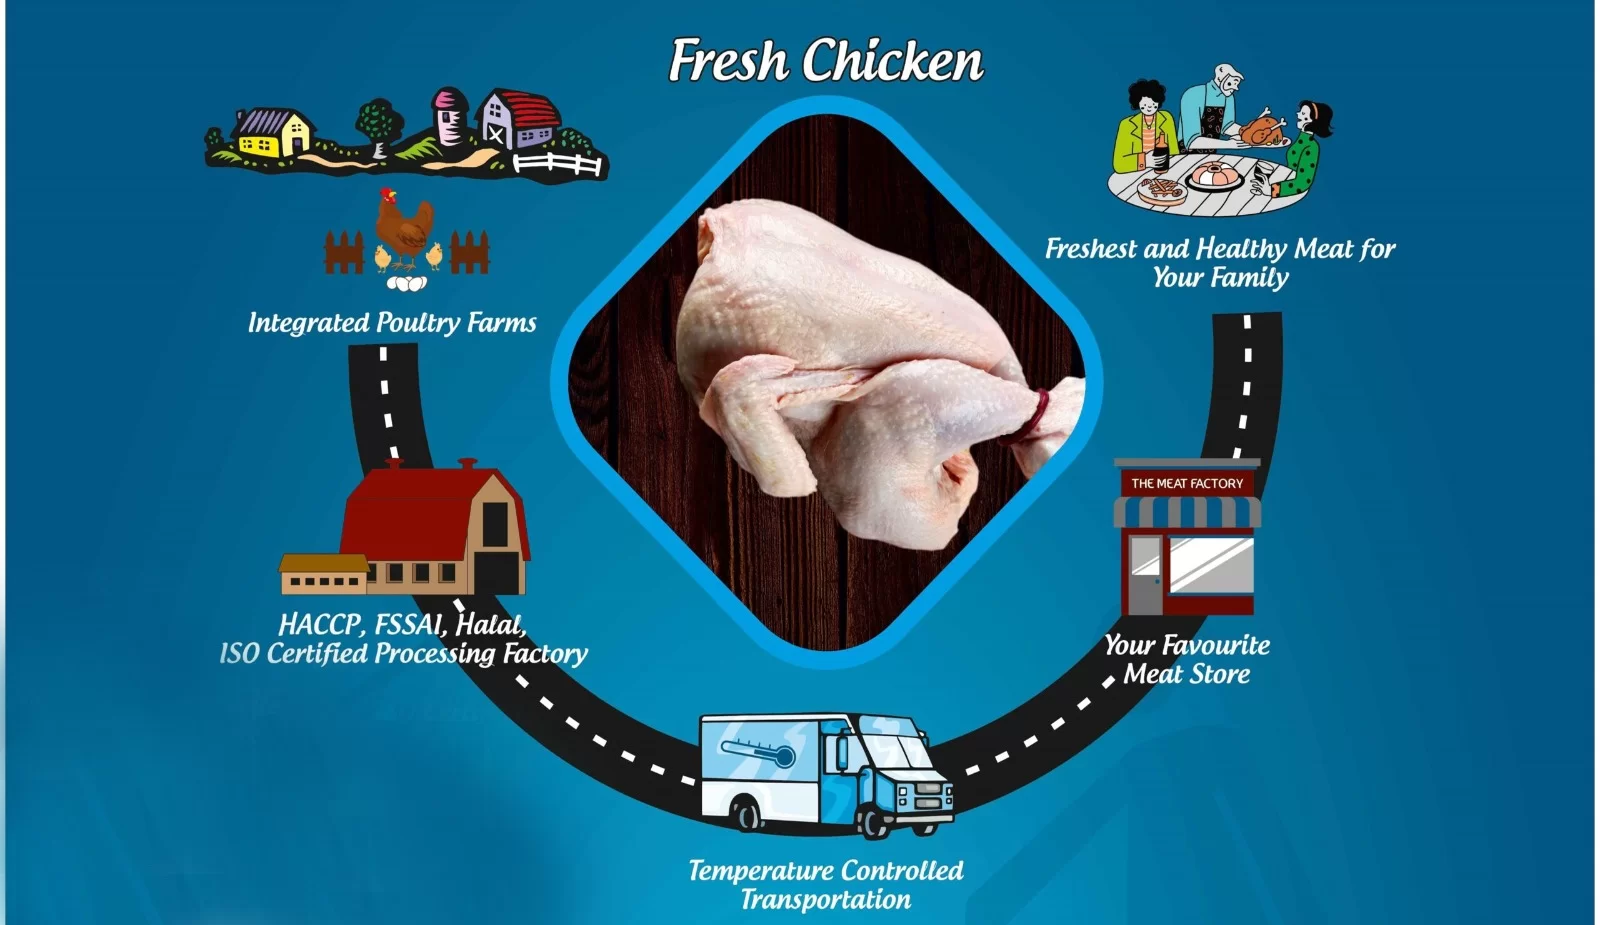 Fresh Chicken
Integrated Poultry Farms
HACCP, FSSAI, Halal,
ISO Certified Processing Factory
Temperature Controlled
Transportation
THE MEAT FACTORY
Your Favourite
Meat Store
Freshest and Healthy Meat for
Your Family